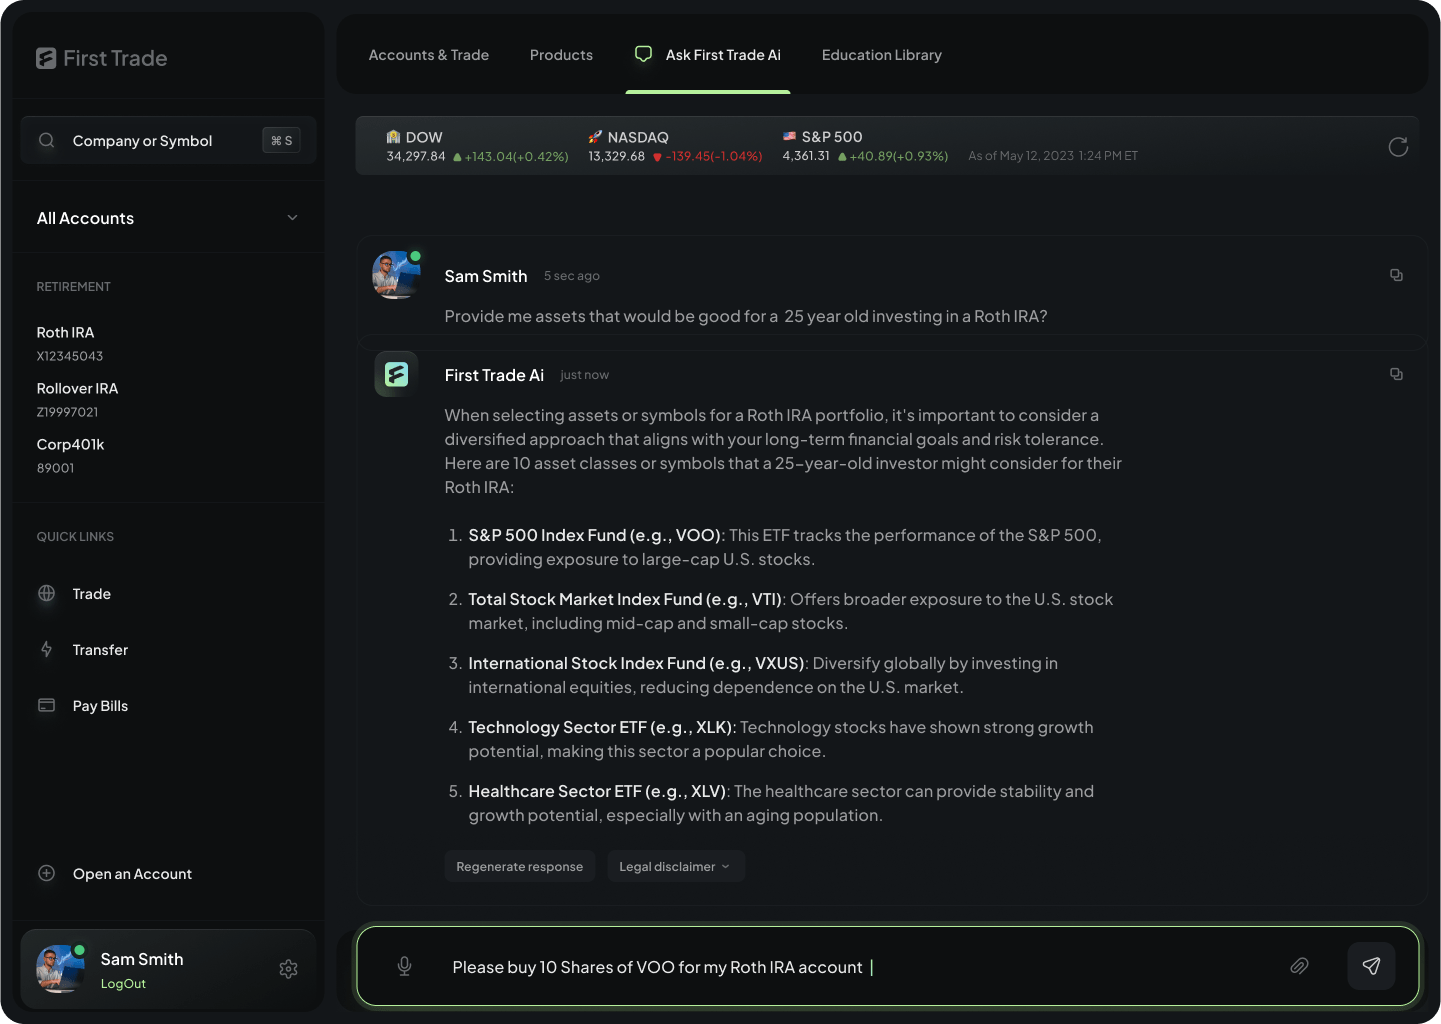 First Trade
Company or Symbol
⌘ S
All Accounts
RETIREMENT
Roth IRA
X12345043
Rollover IRA
Z19997021
Corp401k
89001
QUICK LINKS
Trade
Transfer
Pay Bills
Open an Account
Sam Smith
LogOut
Accounts & Trade
Products
Ask First Trade Ai
Education Library
DOW
34,297.84 +143.04(+0.42%)
NASDAQ
13,329.68 -139.45(-1.04%)
S&P 500
4,361.31 +40.89(+0.93%)
As of May 12, 2023 1:24 PM ET
Sam Smith 5 sec ago
Provide me assets that would be good for a 25 year old investing in a Roth IRA?
First Trade Ai just now
When selecting assets or symbols for a Roth IRA portfolio, it's important to consider a
diversified approach that aligns with your long-term financial goals and risk tolerance.
Here are 10 asset classes or symbols that a 25-year-old investor might consider for their
Roth IRA:
1. S&P 500 Index Fund (e.g., VOO): This ETF tracks the performance of the S&P 500,
providing exposure to large-cap U.S. stocks.
2. Total Stock Market Index Fund (e.g., VTI): Offers broader exposure to the U.S. stock
market, including mid-cap and small-cap stocks.
3. International Stock Index Fund (e.g., VXUS): Diversify globally by investing in
international equities, reducing dependence on the U.S. market.
4. Technology Sector ETF (e.g., XLK): Technology stocks have shown strong growth
potential, making this sector a popular choice.
5. Healthcare Sector ETF (e.g., XLV): The healthcare sector can provide stability and
growth potential, especially with an aging population.
Regenerate response
Legal disclaimer
Please buy 10 Shares of VOO for my Roth IRA account